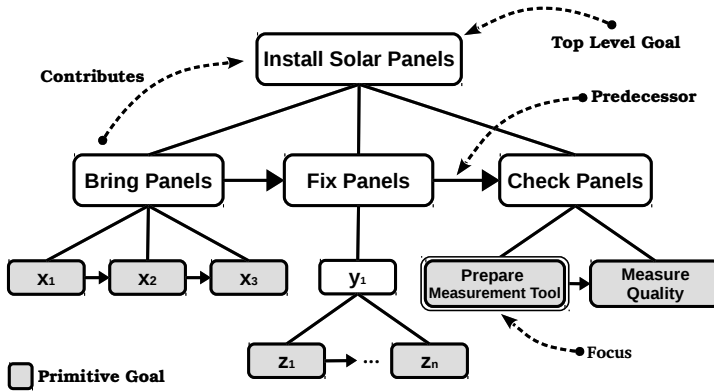 Top Level Goal
Install Solar Panels
Contributes
Predecessor
Bring Panels
Fix Panels
Check Panels
x₁
x₂
x₃
y₁
Prepare
Measurement Tool
Measure
Quality
z₁
...
zₙ
Focus
Primitive Goal